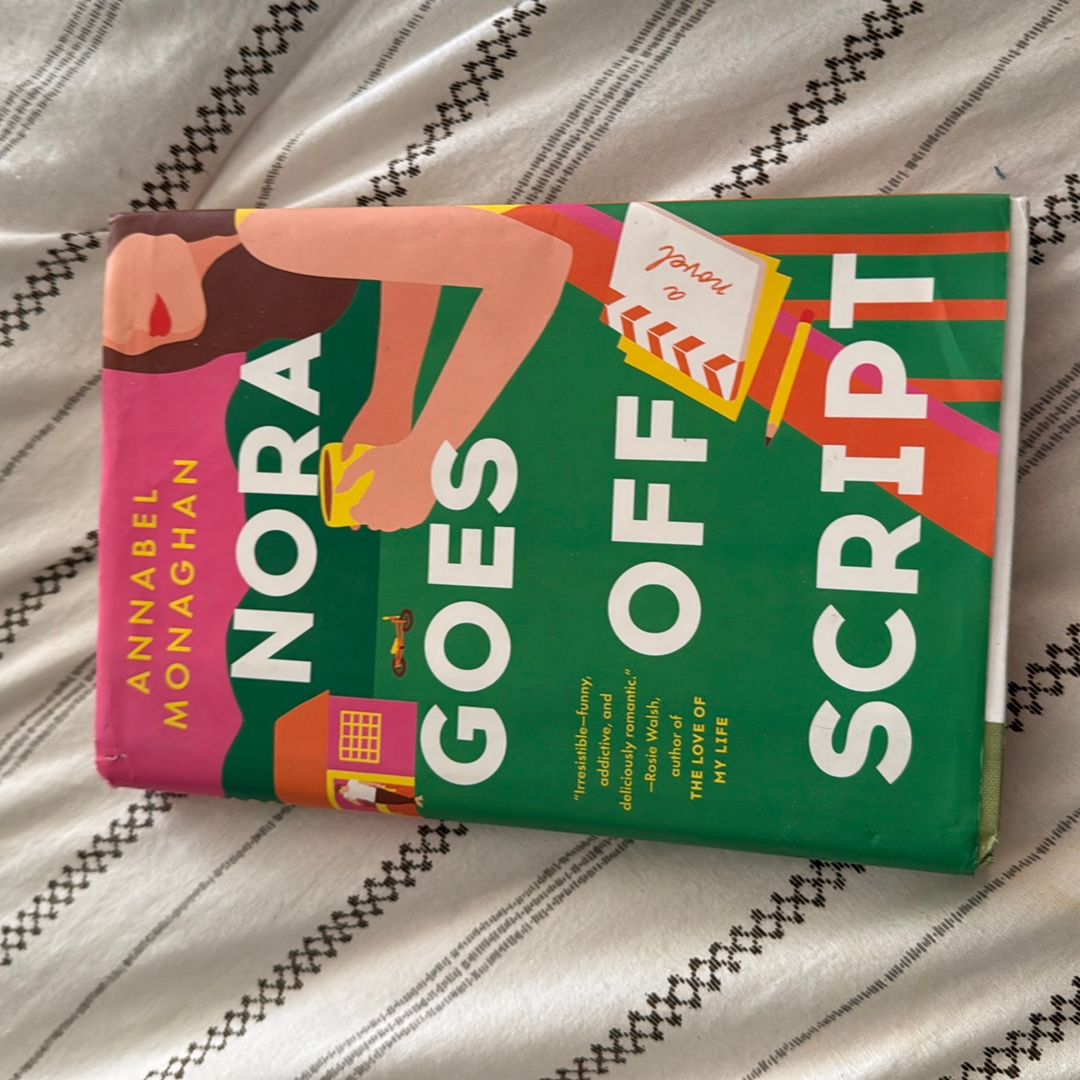 ANNABEL
MONAGHAN
NORA
GOES
OFF
SCRIPT
a
novel
"Irresistible—funny,
addictive, and
deliciously romantic."
—Rosie Walsh,
author of
THE LOVE OF
MY LIFE